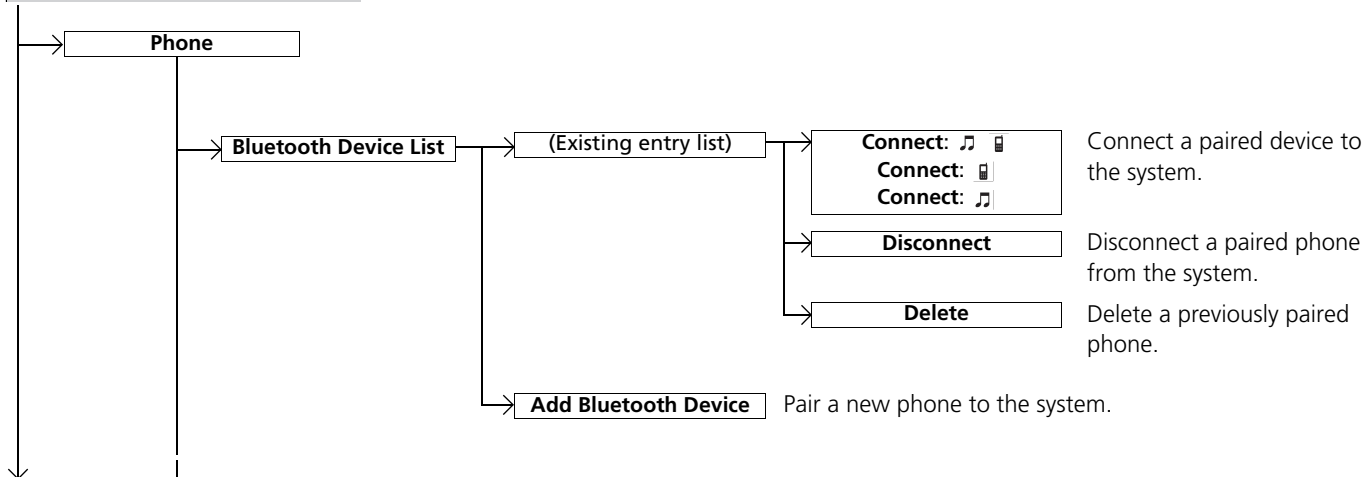 Phone
Bluetooth Device List
(Existing entry list)
Connect:
Connect:
Connect:
Connect a paired device to
the system.
Disconnect
Disconnect a paired phone
from the system.
Delete
Delete a previously paired
phone.
Add Bluetooth Device
Pair a new phone to the system.